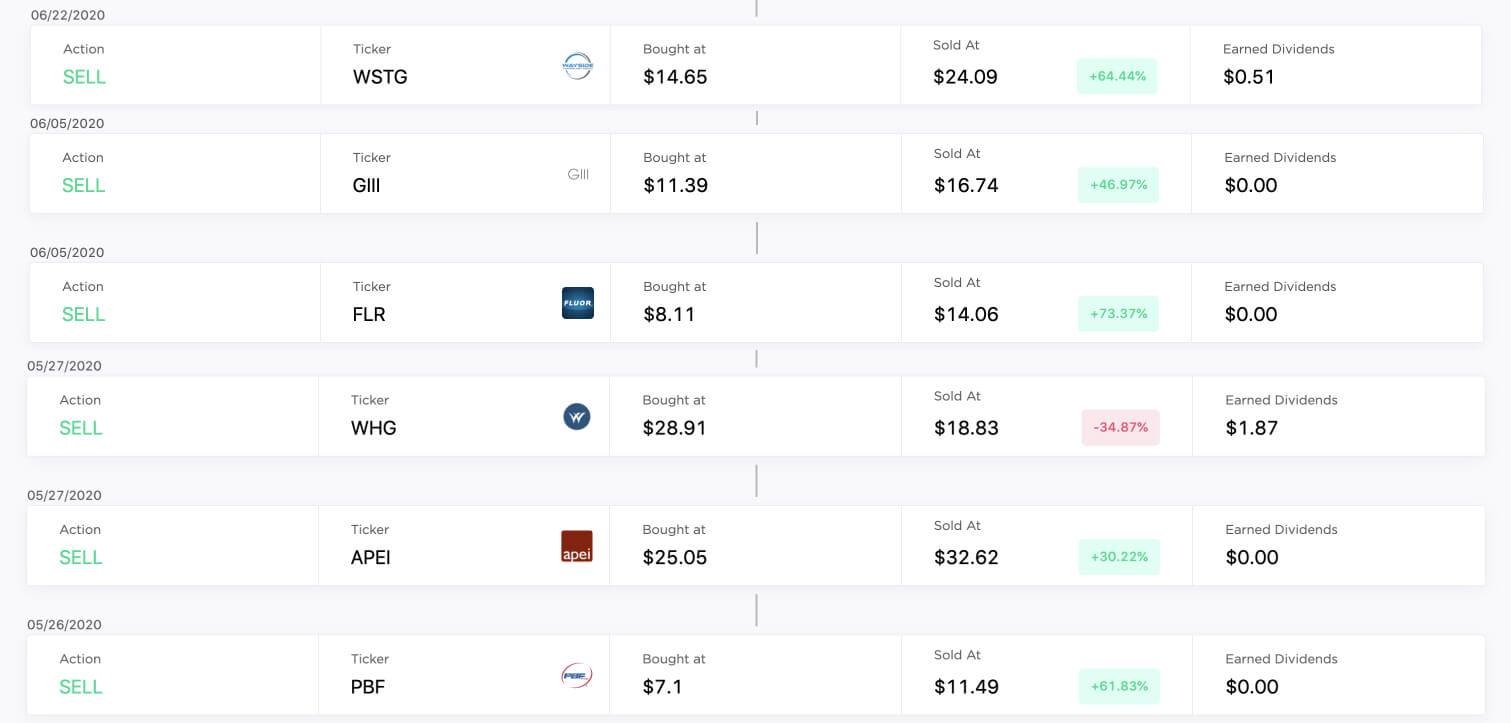 06/22/2020
Action Ticker Bought at Sold At Earned Dividends
SELL WSTG WAYSIDE $14.65 $24.09 +64.44% $0.51
06/05/2020
Action Ticker Bought at Sold At Earned Dividends
SELL GIII GIII $11.39 $16.74 +46.97% $0.00
06/05/2020
Action Ticker Bought at Sold At Earned Dividends
SELL FLR FLUOR $8.11 $14.06 +73.37% $0.00
05/27/2020
Action Ticker Bought at Sold At Earned Dividends
SELL WHG W $28.91 $18.83 -34.87% $1.87
05/27/2020
Action Ticker Bought at Sold At Earned Dividends
SELL APEI apei $25.05 $32.62 +30.22% $0.00
05/26/2020
Action Ticker Bought at Sold At Earned Dividends
SELL PBF PBF $7.1 $11.49 +61.83% $0.00